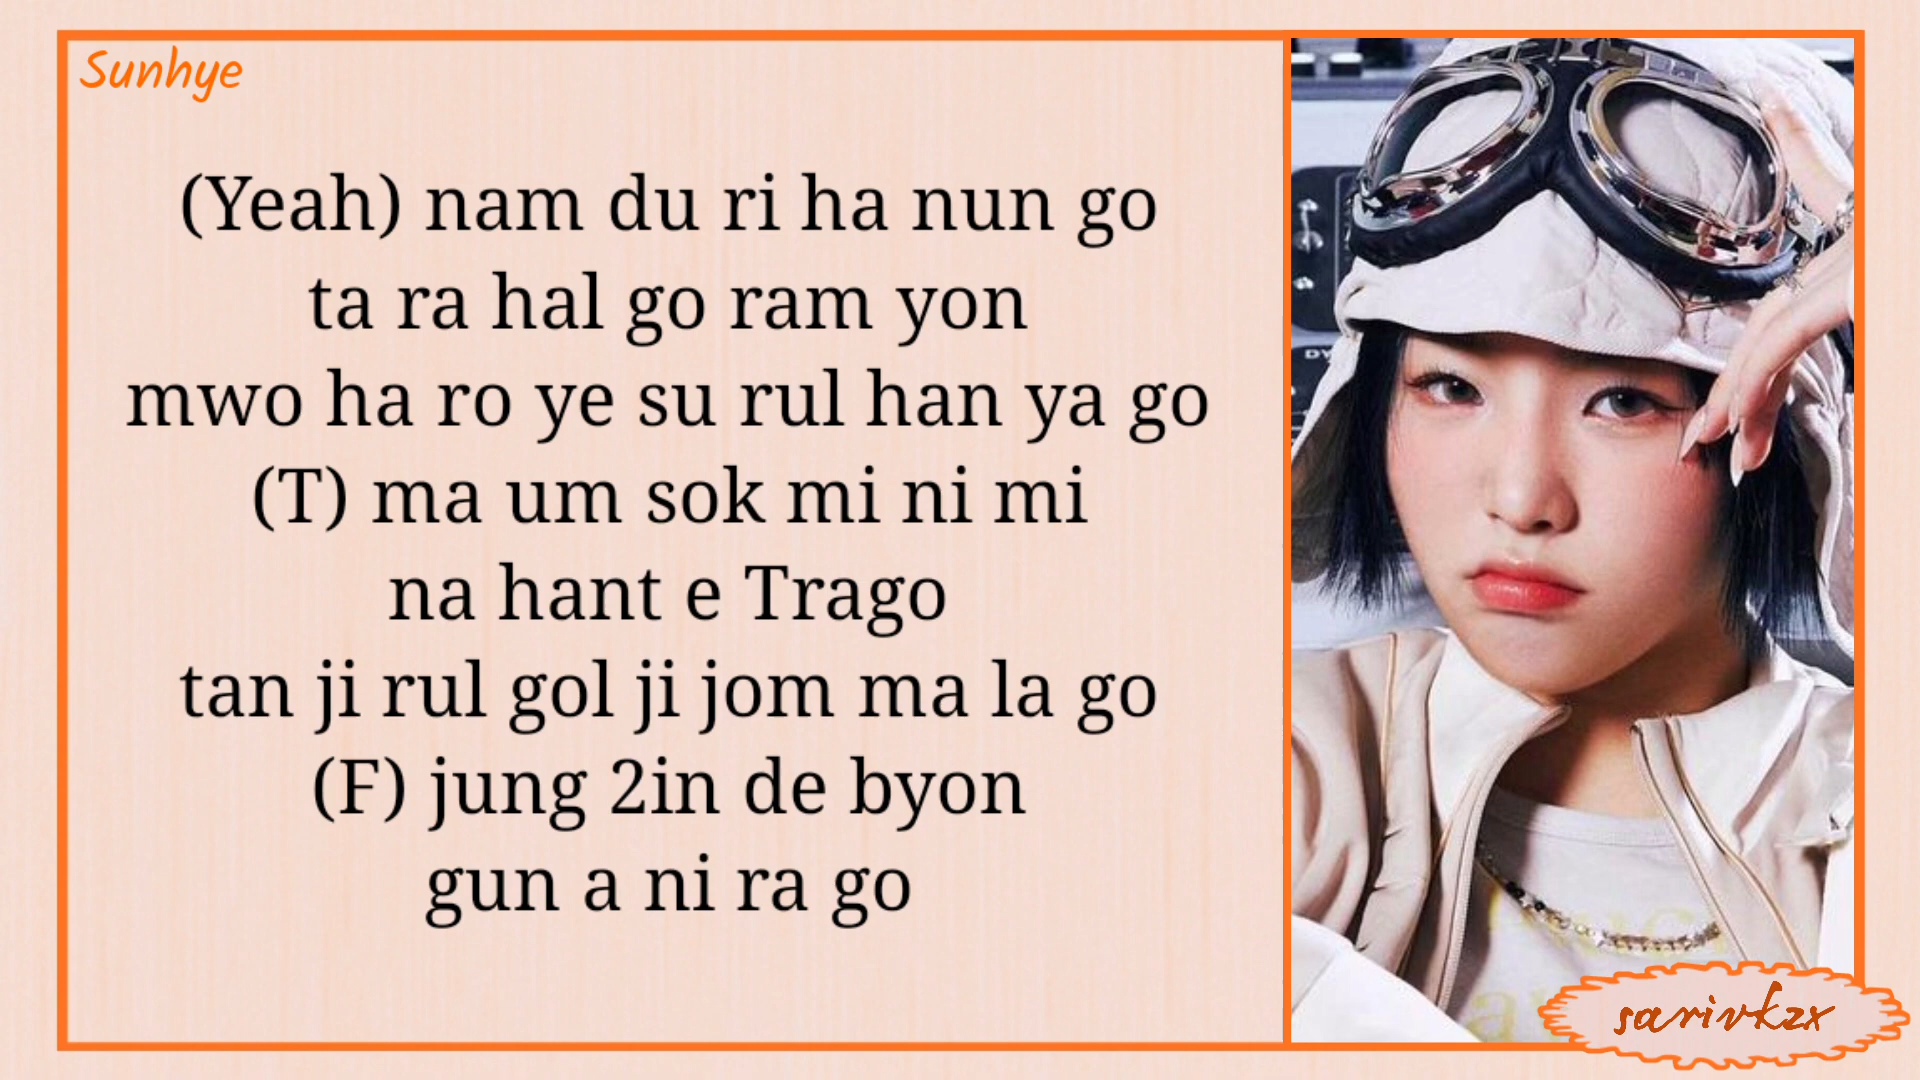 Sunhye
(Yeah) nam du ri ha nun go
ta ra hal go ram yon
mwo ha ro ye su rul han ya go
(T) ma um sok mi ni mi
na hant e Trago
tan ji rul gol ji jom ma la go
(F) jung 2in de byon
gun a ni ra go
sarivkzx